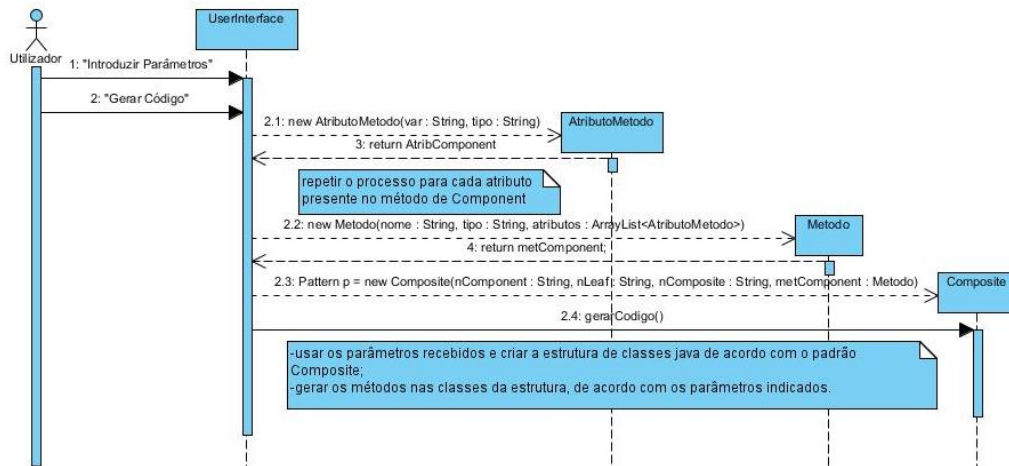 UserInterface
Utilizador
1: "Introduzir Parâmetros"
2: "Gerar Código"
2.1: new AtributoMetodo(var : String, tipo : String)
AtributoMetodo
3: return AtribComponent
repetir o processo para cada atributo
presente no método de Component
2.2: new Metodo(nome : String, tipo : String, atributos : ArrayList<AtributoMetodo>)
Metodo
4: return metComponent;
2.3: Pattern p = new Composite(nComponent : String, nLeaf : String, nComposite : String, metComponent : Metodo)
Composite
2.4: gerarCodigo()
-usar os parâmetros recebidos e criar a estrutura de classes java de acordo com o padrão
Composite;
-gerar os métodos nas classes da estrutura, de acordo com os parâmetros indicados.